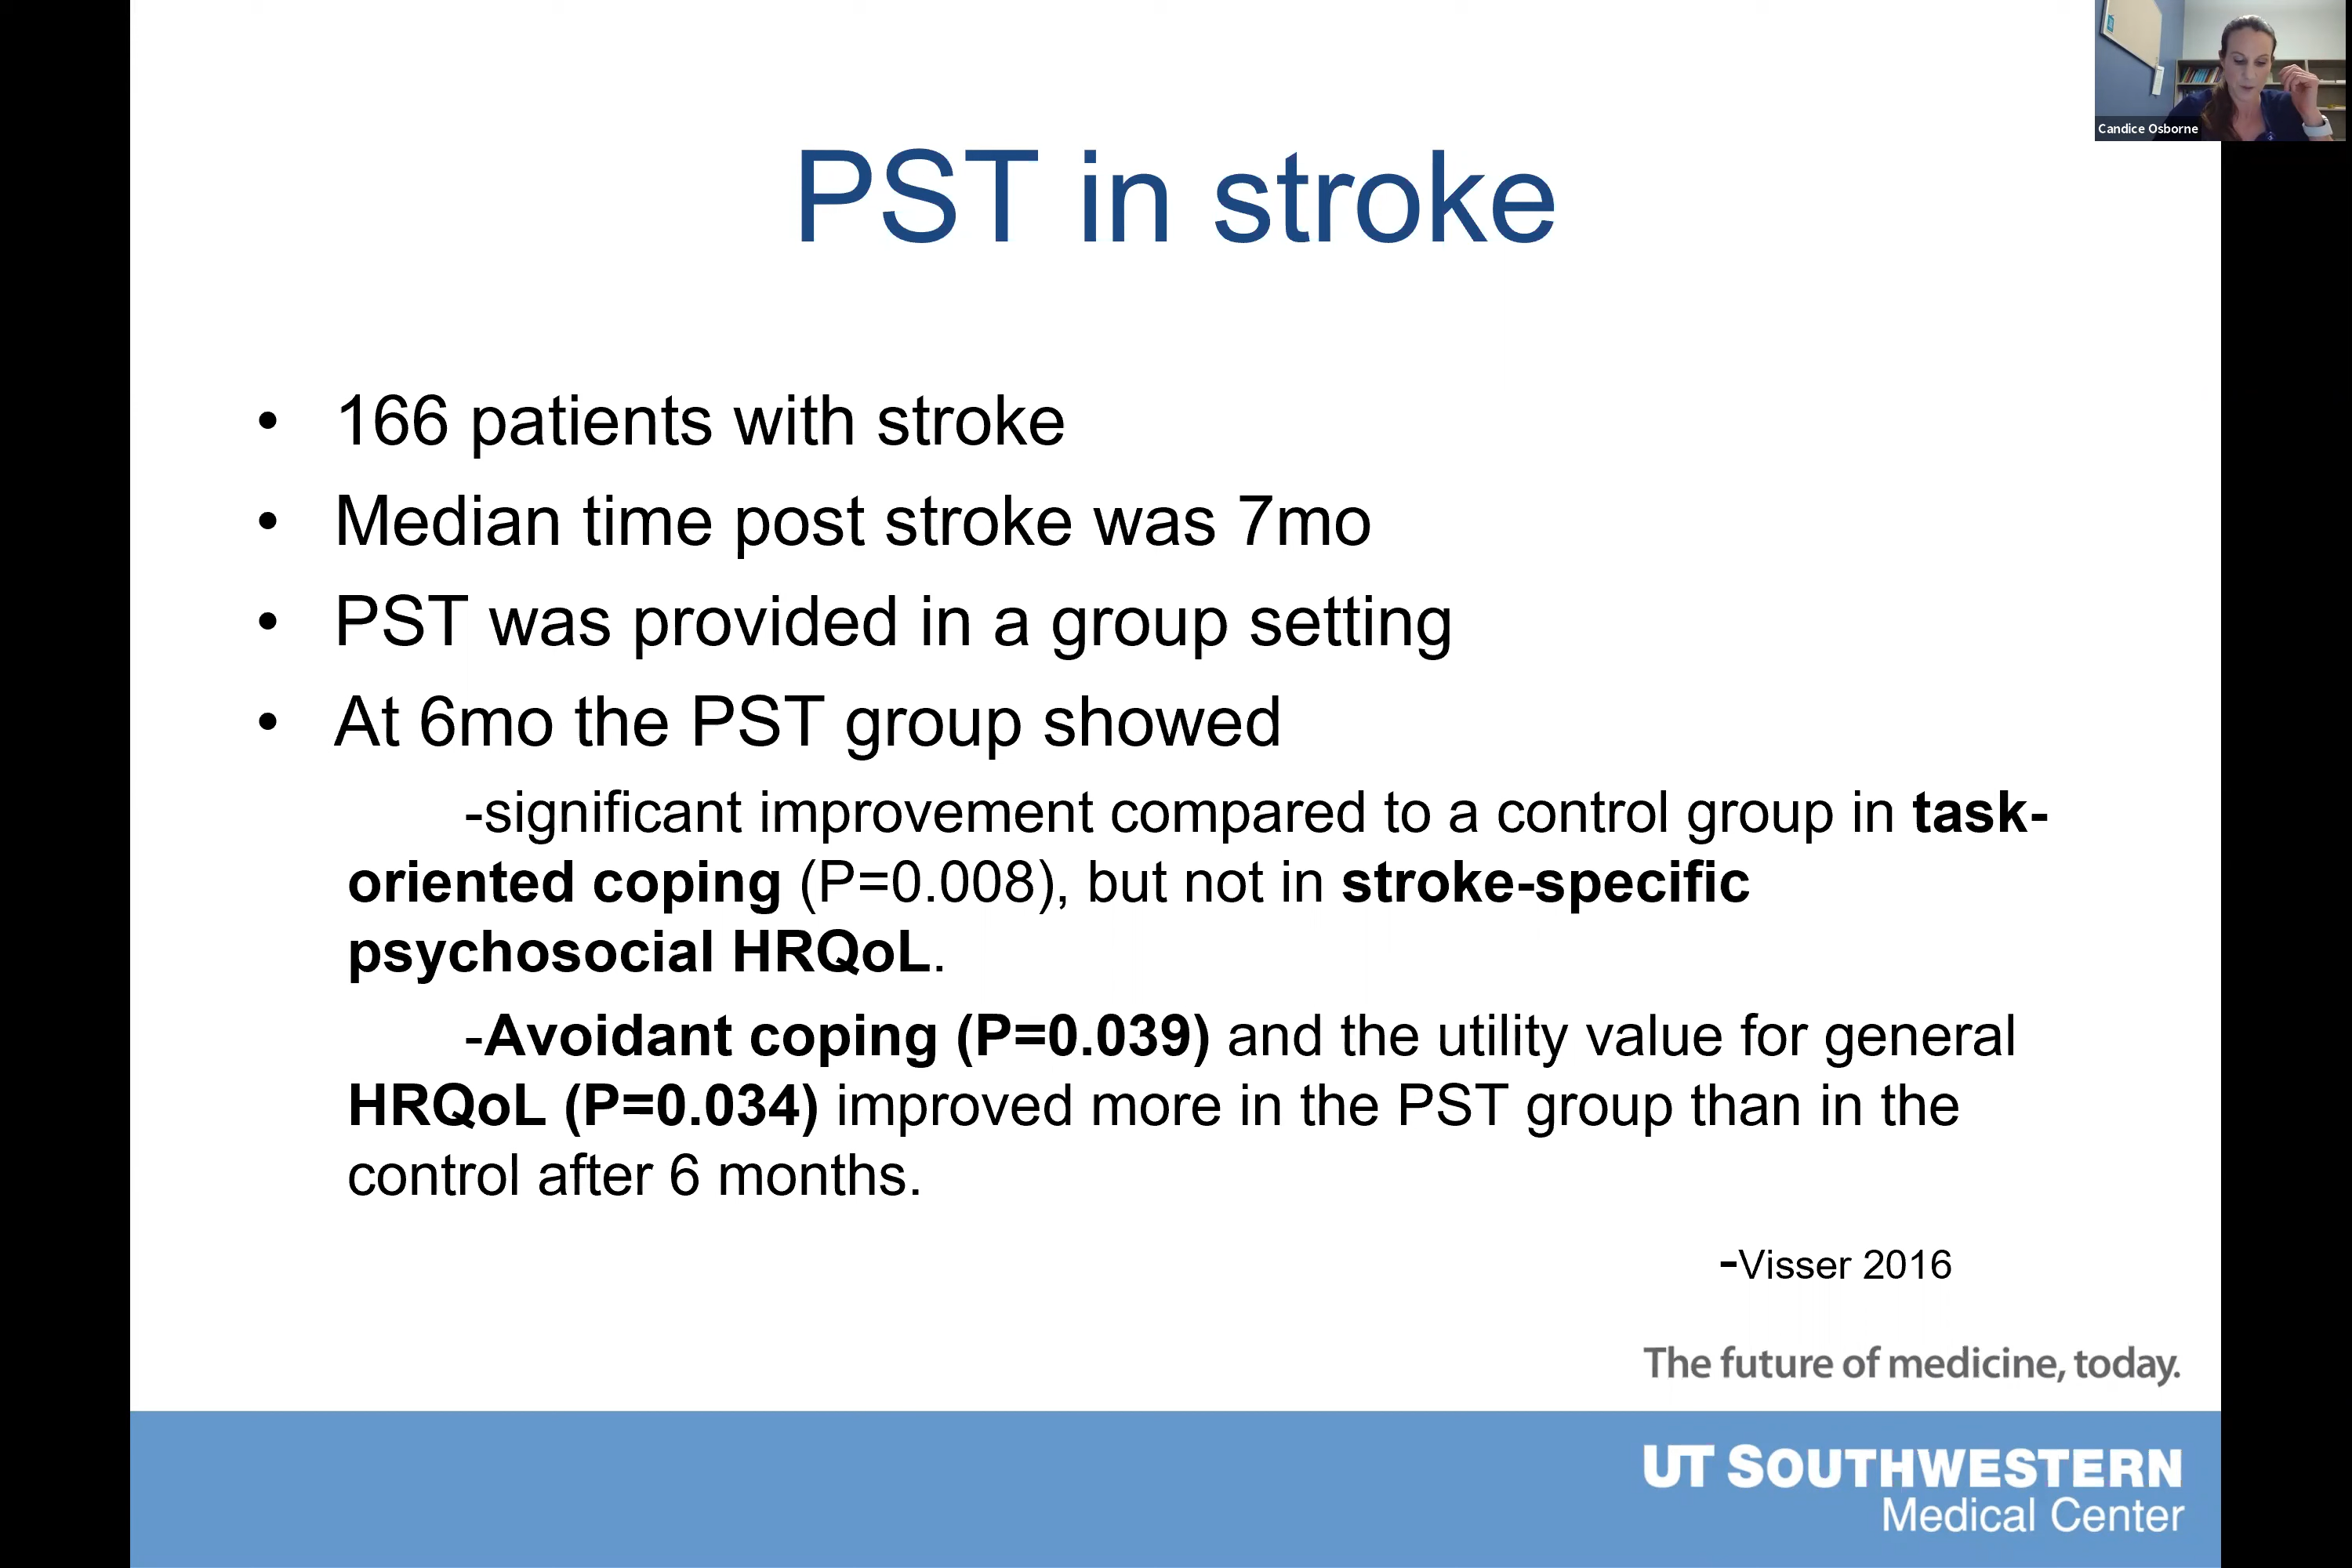 Candice Osborne
PST in stroke
• 166 patients with stroke
• Median time post stroke was 7mo
• PST was provided in a group setting
• At 6mo the PST group showed
-significant improvement compared to a control group in task-
oriented coping (P=0.008), but not in stroke-specific
psychosocial HRQoL.
-Avoidant coping (P=0.039) and the utility value for general
HRQoL (P=0.034) improved more in the PST group than in the
control after 6 months.
-Visser 2016
The future of medicine, today.
UT SOUTHWESTERN
Medical Center